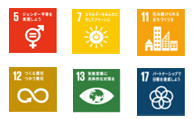 5 ジェンダー平等を
実現しよう
7 エネルギーをみんなに
そしてクリーンに
11 住み続けられる
まちづくりを
12 つくる責任
つかう責任
13 気候変動に
具体的な対策を
17 パートナーシップで
目標を達成しよう